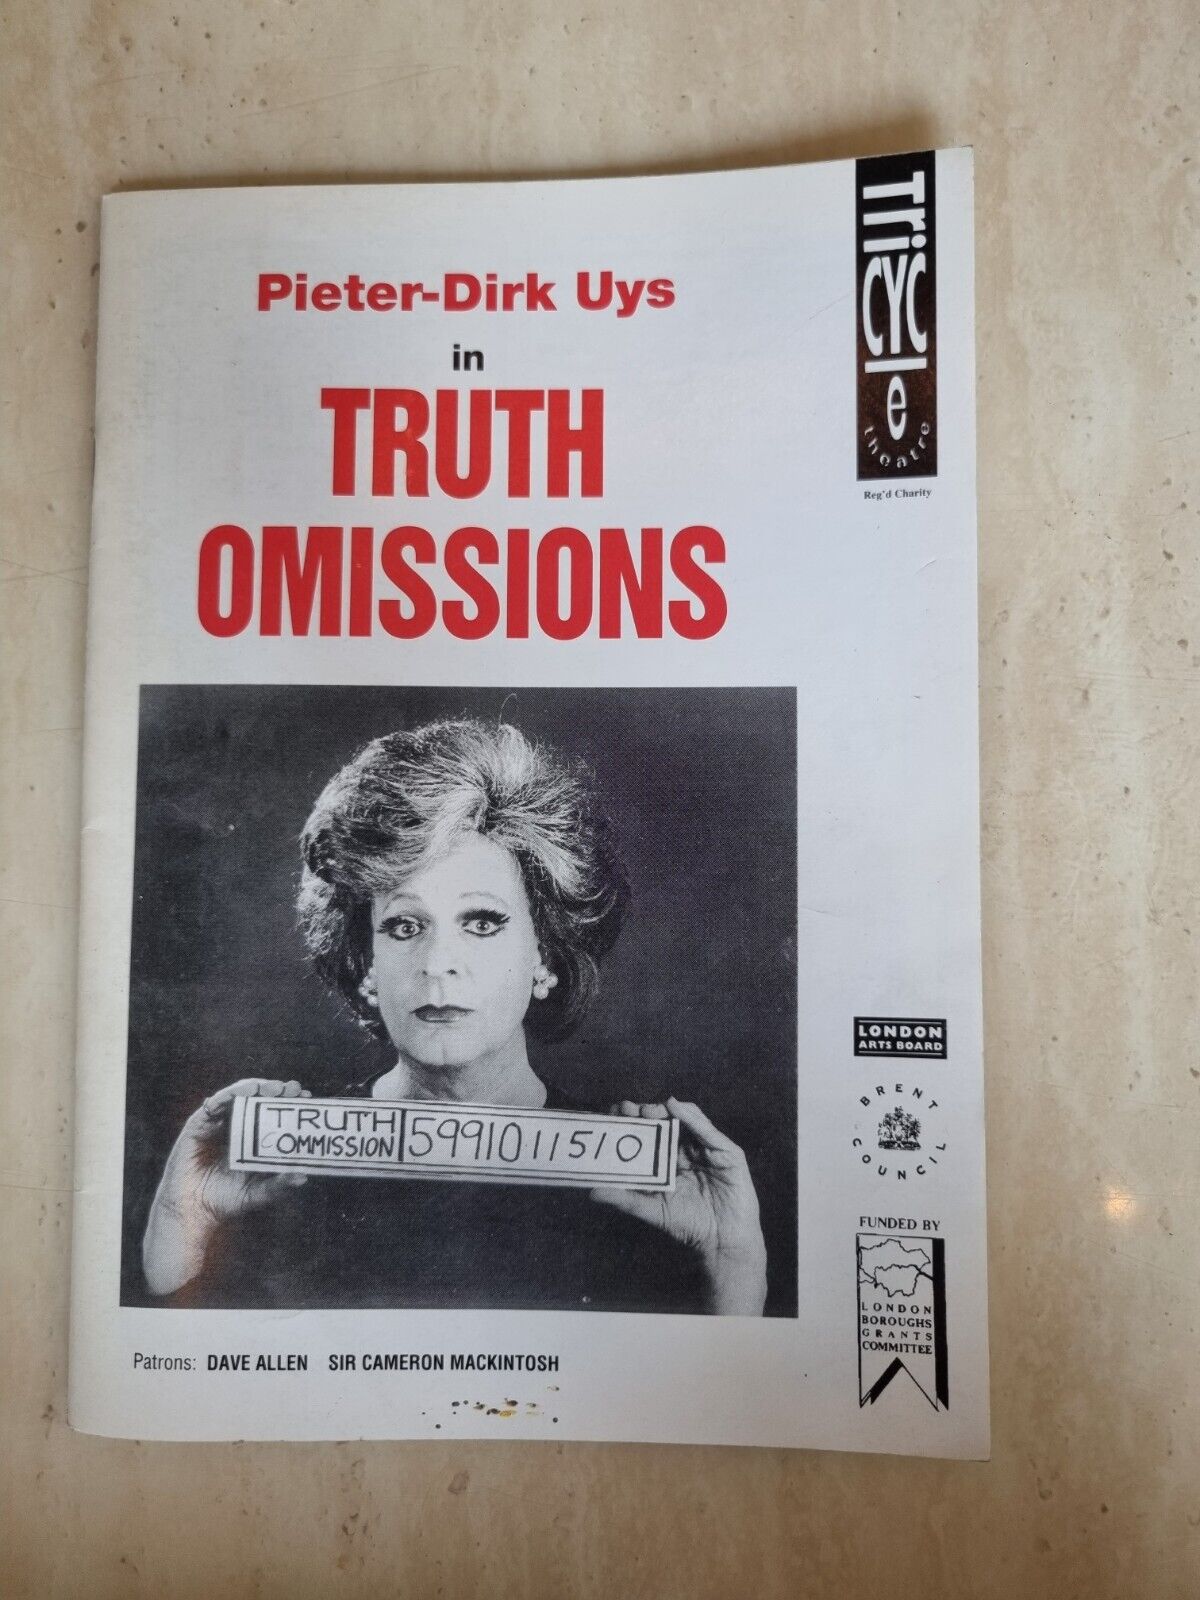 Pieter-Dirk Uys
in
TRUTH
OMISSIONS
TRICYCLE
theatre
Reg'd Charity
TRUTH
COMMISSION
5991011510
LONDON
ARTS BOARD
BRENT
COUNCIL
FUNDED BY
LONDON
BOROUGHS
GRANTS
COMMITTEE
Patrons: DAVE ALLEN SIR CAMERON MACKINTOSH